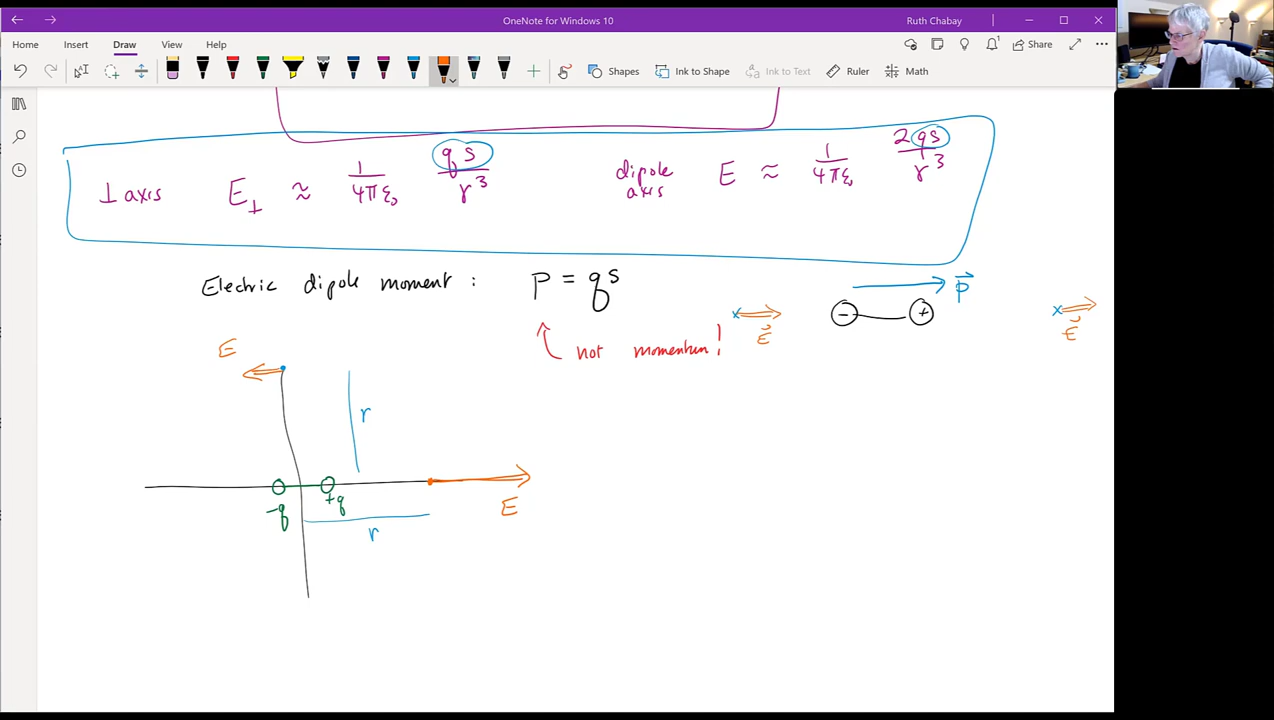 OneNote for Windows 10
Ruth Chabay
Home Insert Draw View Help
Share
Shapes Ink to Shape Ink to Text Ruler Math
⊥ axis E⊥ ≈ 1/4πε₀ qs/r³ dipole axis E ≈ 1/4πε₀ 2qs/r³
Electric dipole moment : p = qs
- + p⃗
E⃗ E⃗
not momentum!
E
r
-q +q
E
r